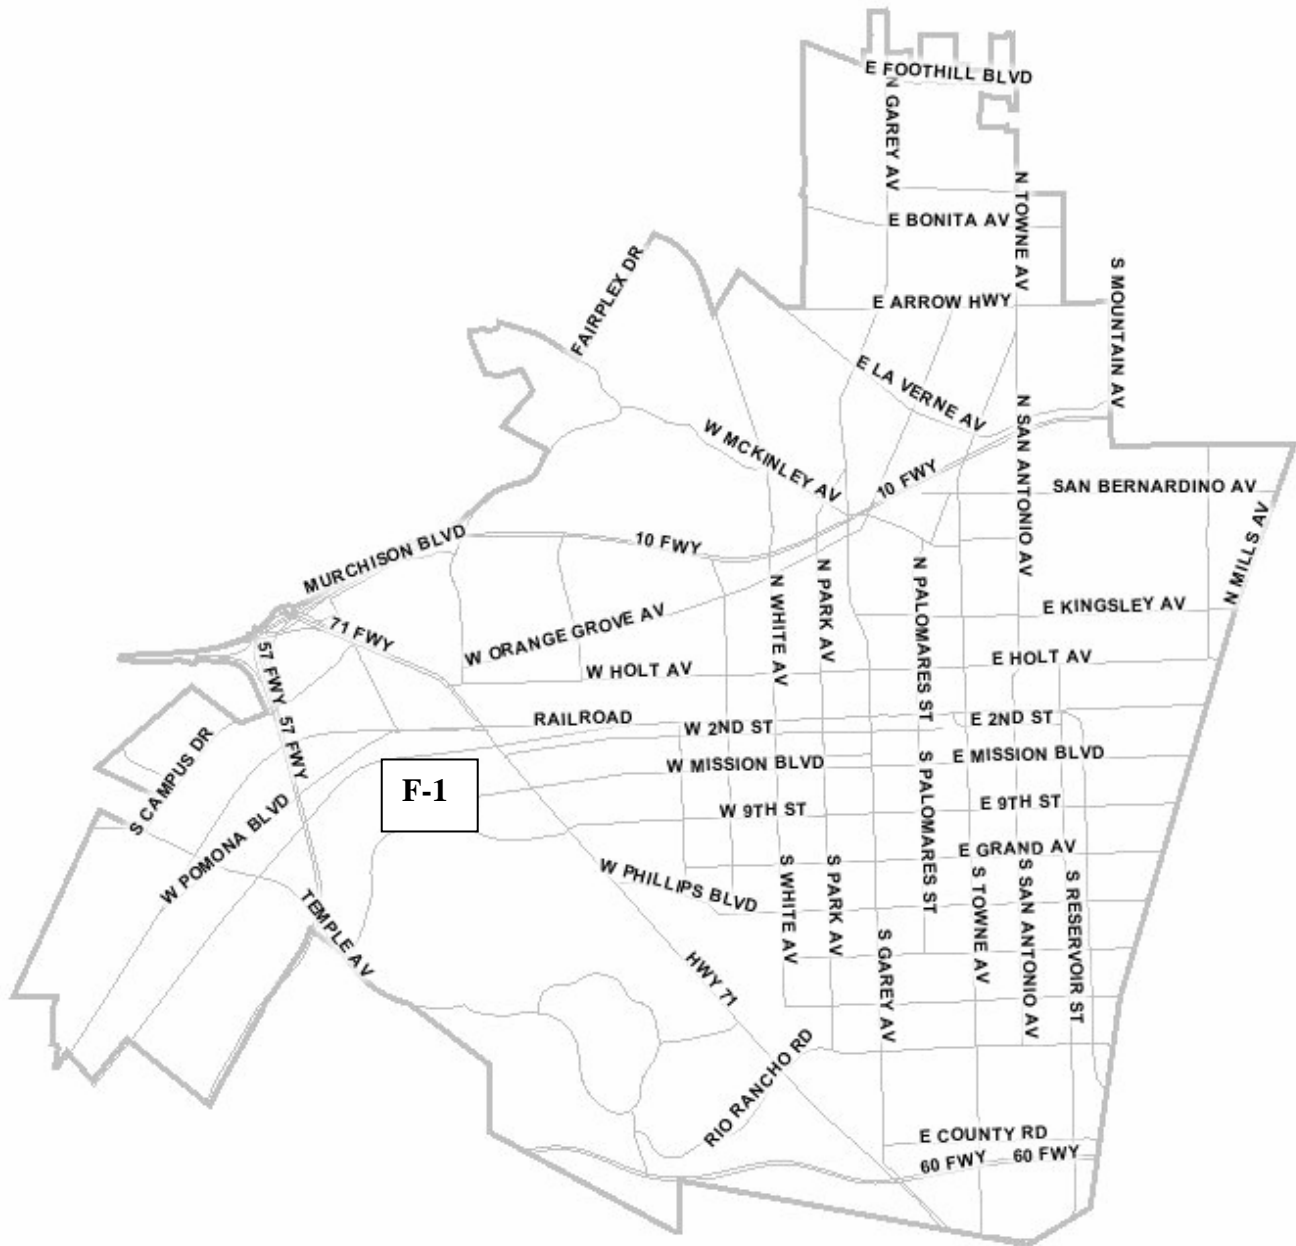 E FOOTHILL BLVD
N GAREY AV
N TOWNE AV
E BONITA AV
S MOUNTAIN AV
FAIRPLEX DR
E ARROW HWY
E LA VERNE AV
N SAN ANTONIO AV
W MCKINLEY AV
10 FWY
SAN BERNARDINO AV
N MILLS AV
MURCHISON BLVD
10 FWY
N WHITE AV
N PARK AV
N PALOMARES ST
E KINGSLEY AV
71 FWY
W ORANGE GROVE AV
57 FWY
W HOLT AV
E HOLT AV
57 FWY
RAILROAD
W 2ND ST
E 2ND ST
S CAMPUS DR
W MISSION BLVD
E MISSION BLVD
S PALOMARES ST
F-1
W POMONA BLVD
W 9TH ST
E 9TH ST
E GRAND AV
W PHILLIPS BLVD
S WHITE AV
S PARK AV
S TOWNE AV
S SAN ANTONIO AV
S RESERVOIR ST
TEMPLE AV
S GAREY AV
HWY 71
RIO RANCHO RD
E COUNTY RD
60 FWY
60 FWY